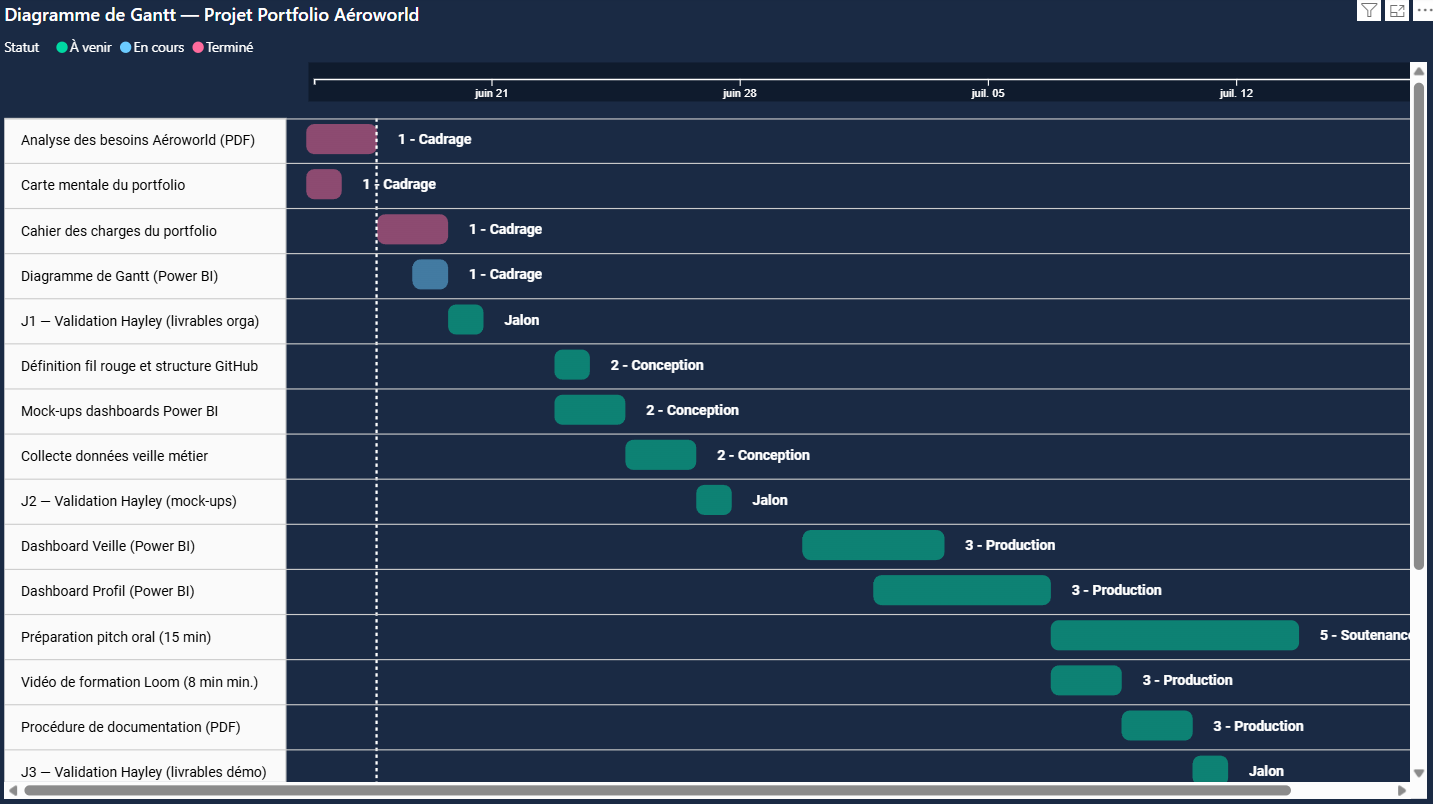 Diagramme de Gantt — Projet Portfolio Aéroworld
Statut À venir En cours Terminé
juin 21 juin 28 juil. 05 juil. 12
Analyse des besoins Aéroworld (PDF) 1 - Cadrage
Carte mentale du portfolio 1 - Cadrage
Cahier des charges du portfolio 1 - Cadrage
Diagramme de Gantt (Power BI) 1 - Cadrage
J1 — Validation Hayley (livrables orga) Jalon
Définition fil rouge et structure GitHub 2 - Conception
Mock-ups dashboards Power BI 2 - Conception
Collecte données veille métier 2 - Conception
J2 — Validation Hayley (mock-ups) Jalon
Dashboard Veille (Power BI) 3 - Production
Dashboard Profil (Power BI) 3 - Production
Préparation pitch oral (15 min) 5 - Soutenance
Vidéo de formation Loom (8 min min.) 3 - Production
Procédure de documentation (PDF) 3 - Production
J3 — Validation Hayley (livrables démo) Jalon